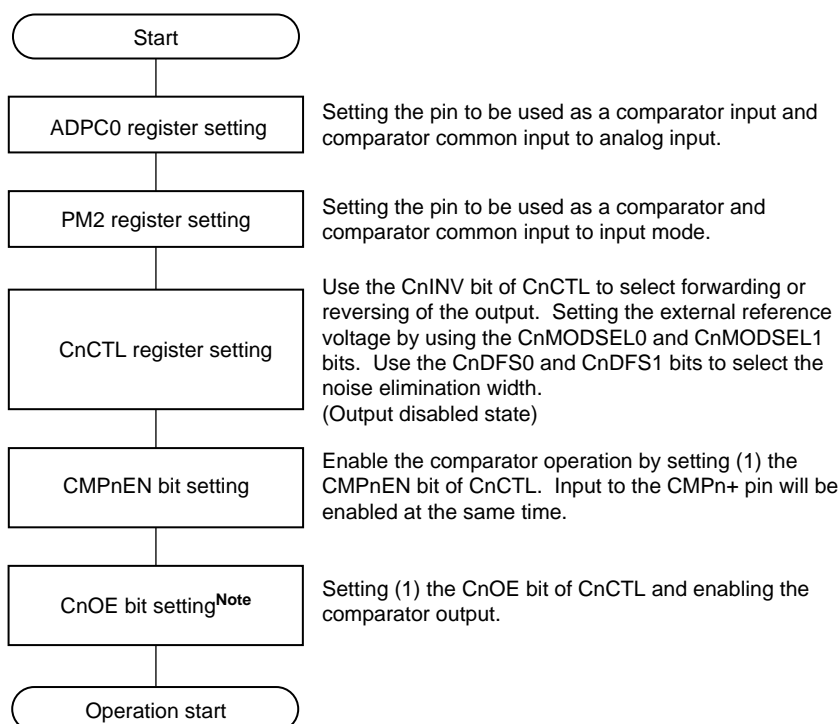 Start
ADPC0 register setting
Setting the pin to be used as a comparator input and
comparator common input to analog input.
PM2 register setting
Setting the pin to be used as a comparator and
comparator common input to input mode.
CnCTL register setting
Use the CnINV bit of CnCTL to select forwarding or
reversing of the output. Setting the external reference
voltage by using the CnMODSEL0 and CnMODSEL1
bits. Use the CnDFS0 and CnDFS1 bits to select the
noise elimination width.
(Output disabled state)
CMPnEN bit setting
Enable the comparator operation by setting (1) the
CMPnEN bit of CnCTL. Input to the CMPn+ pin will be
enabled at the same time.
CnOE bit settingNote
Setting (1) the CnOE bit of CnCTL and enabling the
comparator output.
Operation start